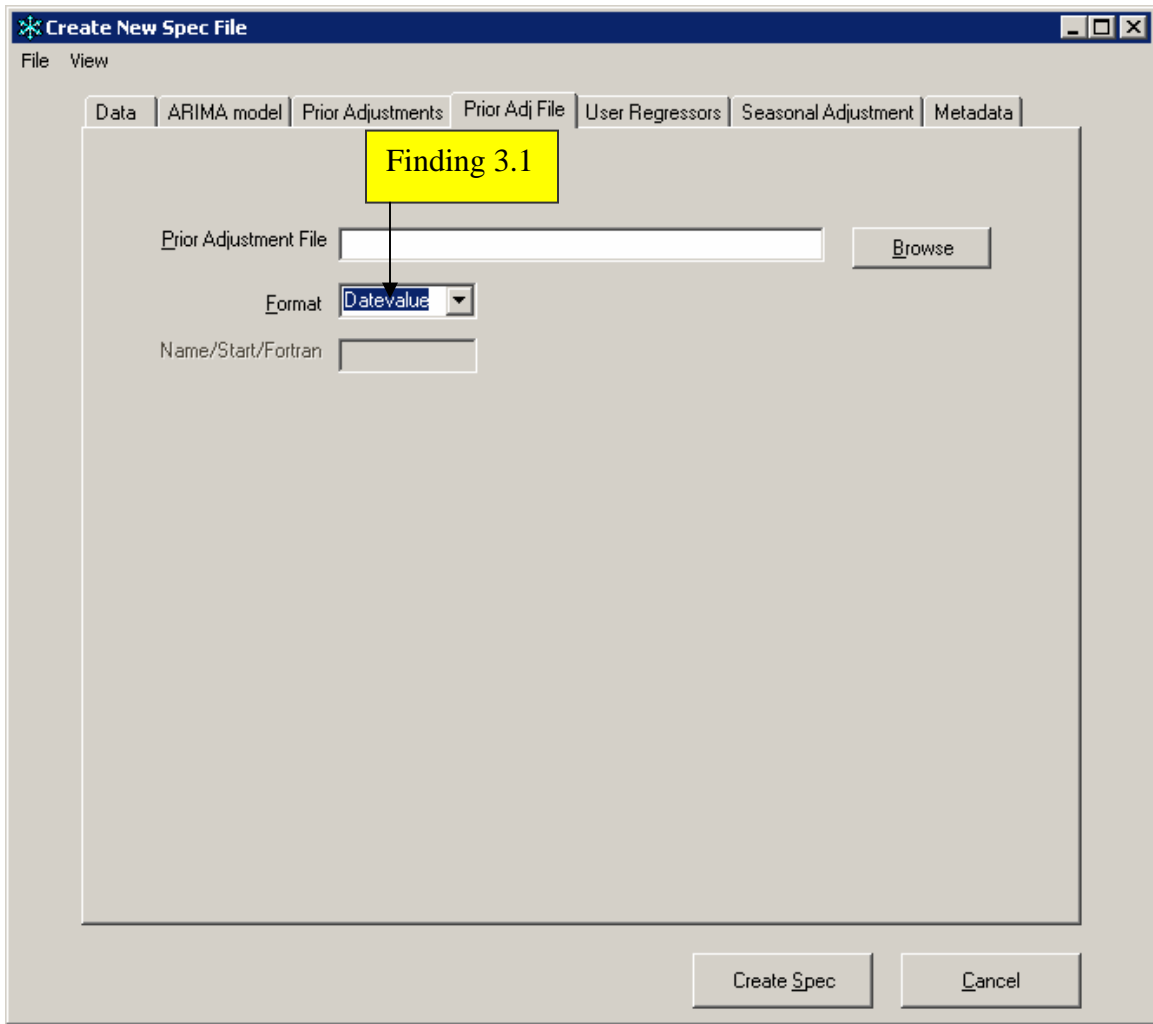 Create New Spec File
File View
Data ARIMA model Prior Adjustments Prior Adj File User Regressors Seasonal Adjustment Metadata
Finding 3.1
Prior Adjustment File Browse
Format Datevalue
Name/Start/Fortran
Create Spec Cancel